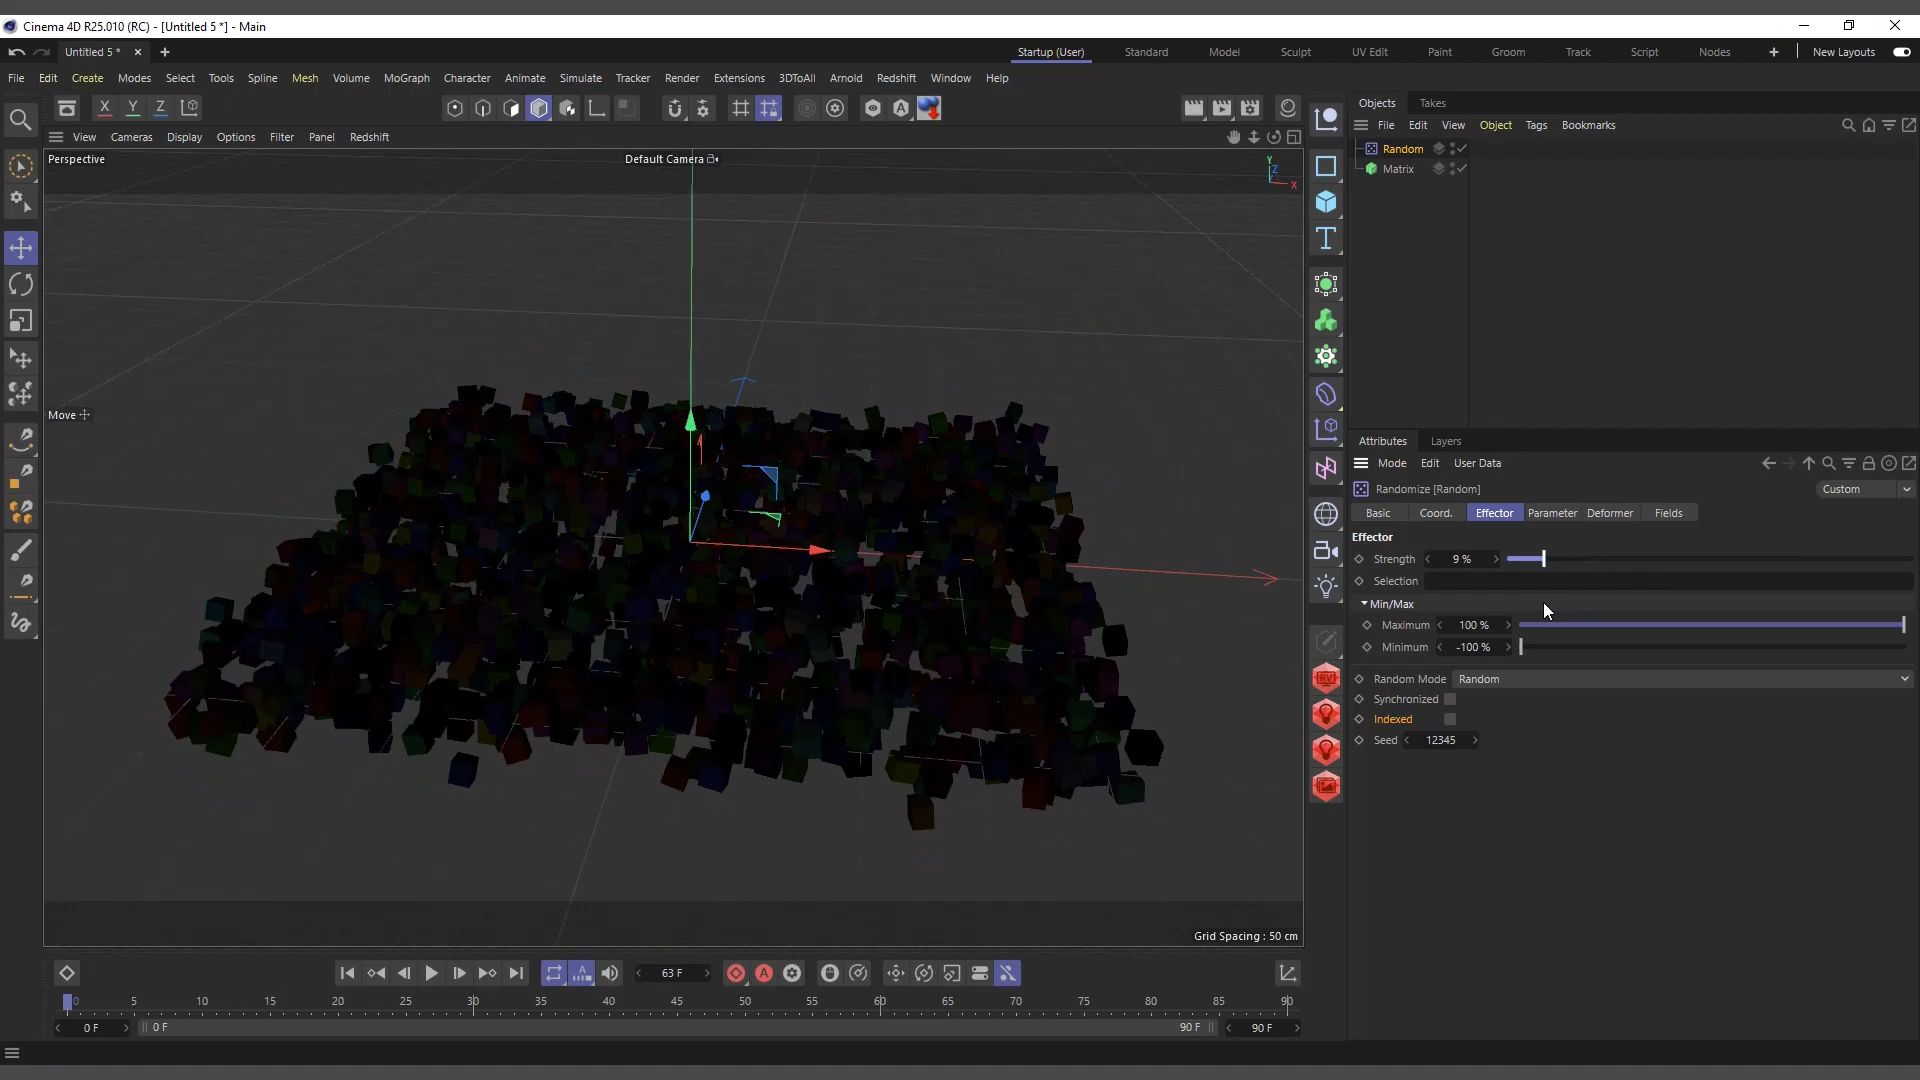 Cinema 4D R25.010 (RC) - [Untitled 5 *] - Main
Untitled 5 *
Startup (User) Standard Model Sculpt UV Edit Paint Groom Track Script Nodes New Layouts
File Edit Create Modes Select Tools Spline Mesh Volume MoGraph Character Animate Simulate Tracker Render Extensions 3DToAll Arnold Redshift Window Help
X Y Z
View Cameras Display Options Filter Panel Redshift
Perspective
Default Camera
Y
Z
X
Move
Grid Spacing : 50 cm
Objects Takes
File Edit View Object Tags Bookmarks
Random
Matrix
Attributes Layers
Mode Edit User Data
Randomize [Random]
Custom
Basic Coord. Effector Parameter Deformer Fields
Effector
Strength 9 %
Selection
Min/Max
Maximum 100 %
Minimum -100 %
Random Mode Random
Synchronized
Indexed
Seed 12345
RV
63 F
0 5 10 15 20 25 30 35 40 45 50 55 60 65 70 75 80 85 90
0 F 0 F 90 F 90 F